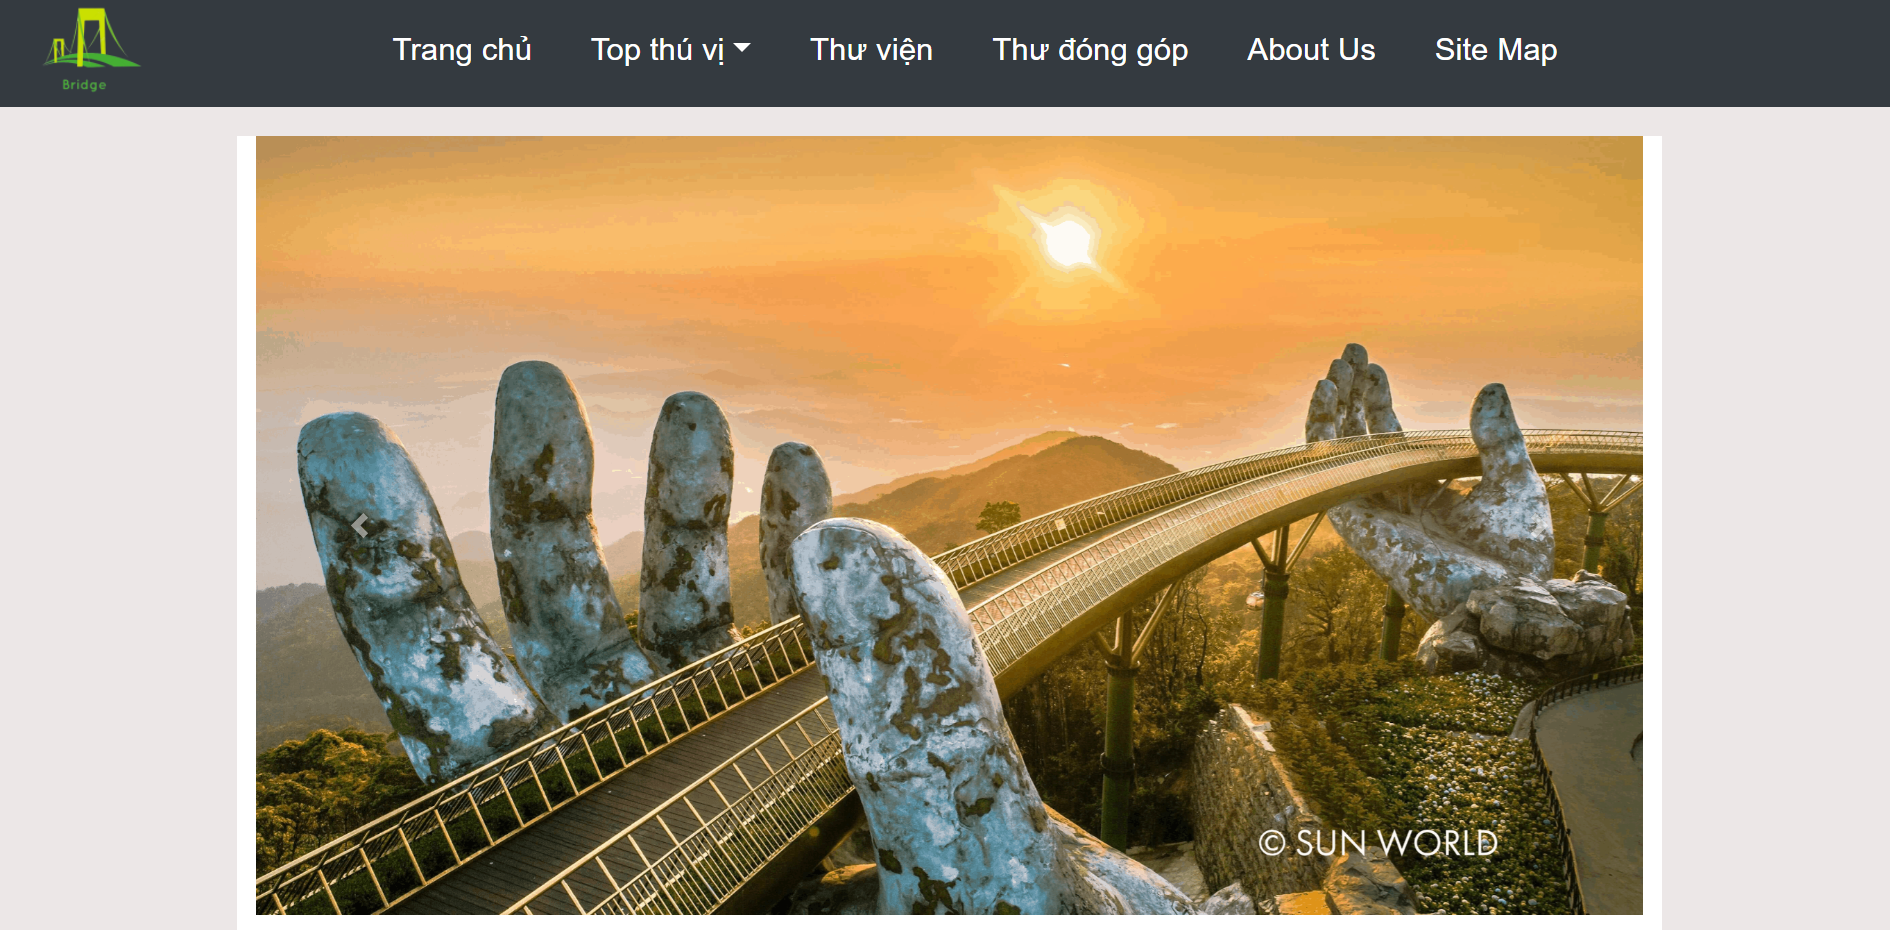 Bridge
Trang chủ
Top thú vị
Thư viện
Thư đóng góp
About Us
Site Map
© SUN WORLD